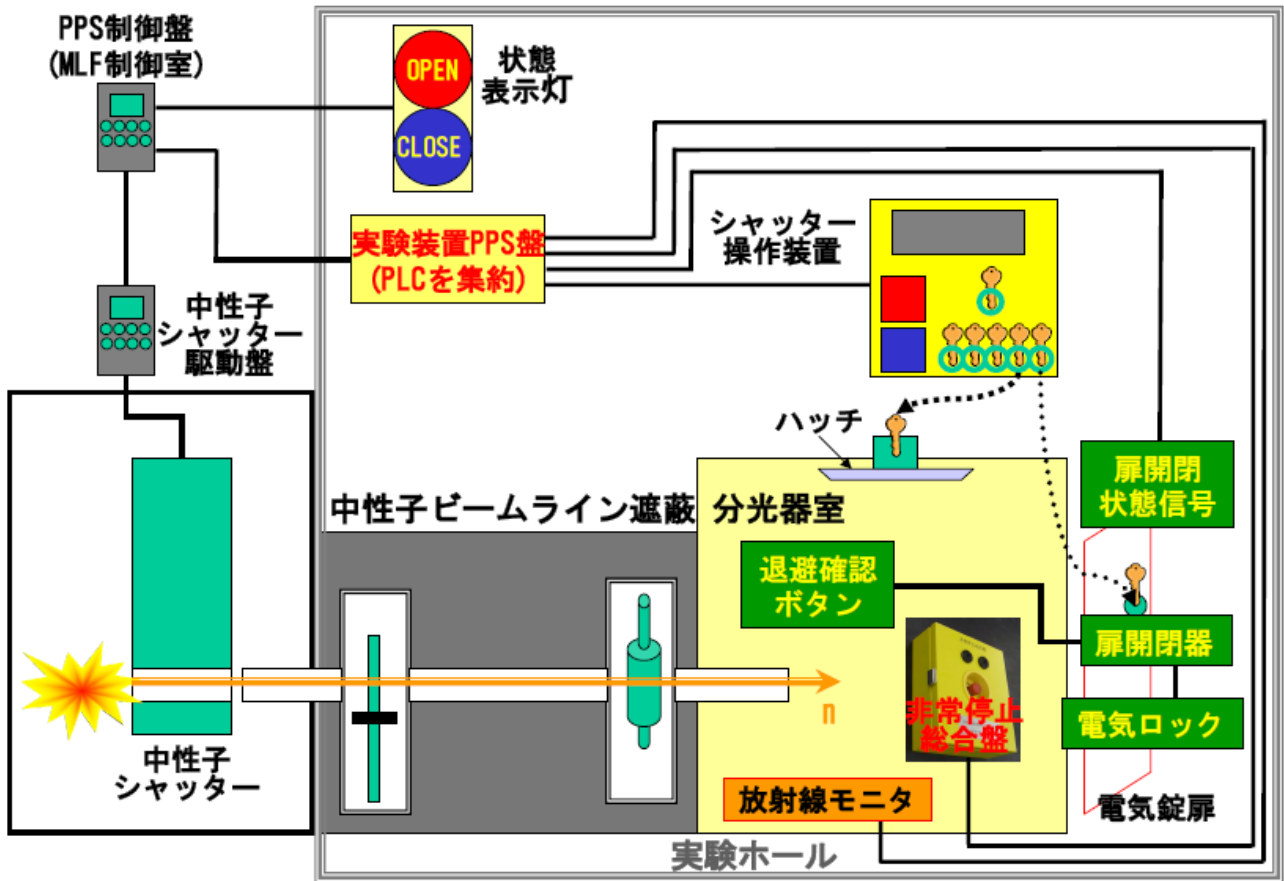 PPS制御盤
(MLF制御室)
OPEN
CLOSE
状態
表示灯
実験装置PPS盤
(PLCを集約)
シャッター
操作装置
中性子
シャッター
駆動盤
ハッチ
扉開閉
状態信号
中性子ビームライン遮蔽
分光器室
退避確認
ボタン
扉開閉器
n
非常停止
総合盤
電気ロック
中性子
シャッター
放射線モニタ
電気錠扉
実験ホール